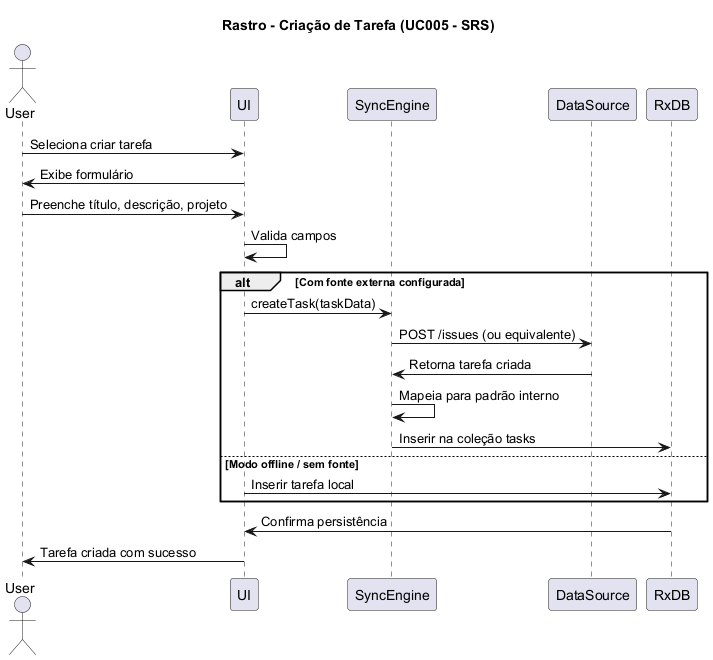 Rastro - Criação de Tarefa (UC005 - SRS)
User
UI
SyncEngine
DataSource
RxDB
Seleciona criar tarefa
Exibe formulário
Preenche título, descrição, projeto
Valida campos
alt
[Com fonte externa configurada]
createTask(taskData)
POST /issues (ou equivalente)
Retorna tarefa criada
Mapeia para padrão interno
Inserir na coleção tasks
[Modo offline / sem fonte]
Inserir tarefa local
Confirma persistência
Tarefa criada com sucesso
User
UI
SyncEngine
DataSource
RxDB